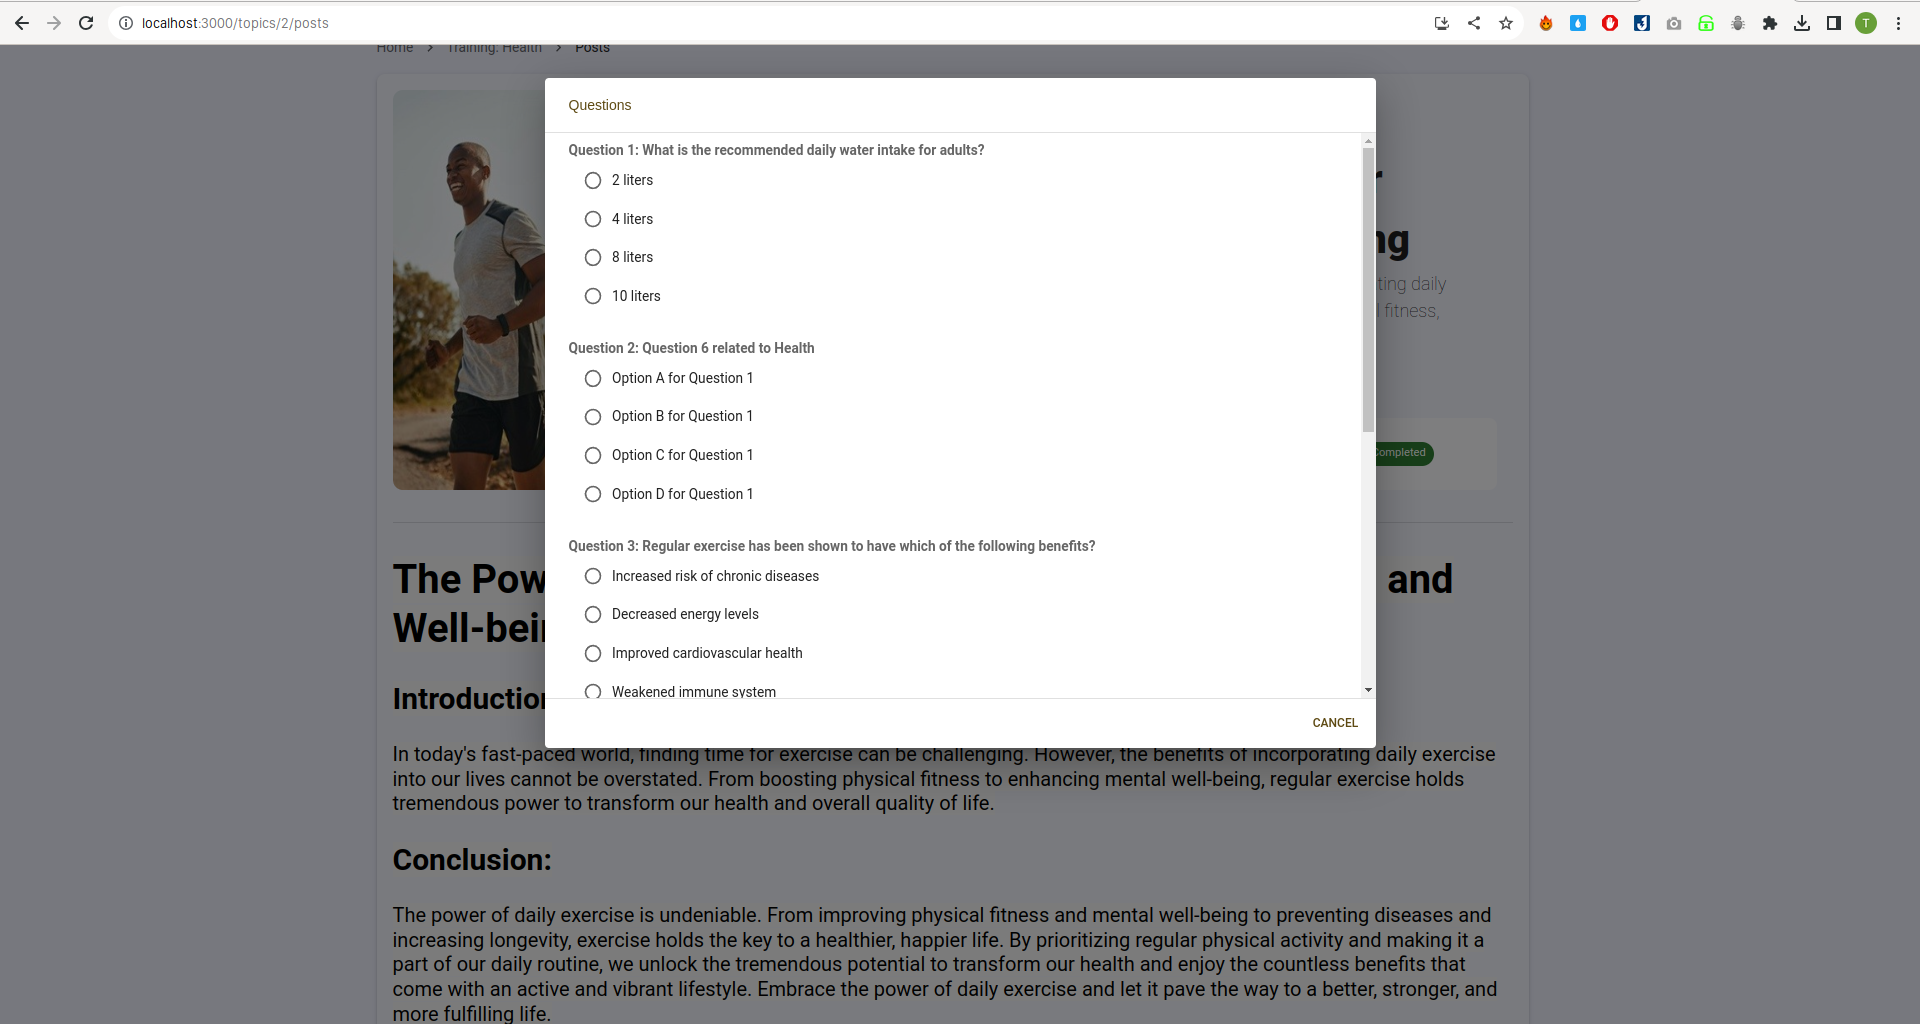 localhost:3000/topics/2/posts
T
Home > Training: Health > Posts
Questions
Question 1: What is the recommended daily water intake for adults?
2 liters
4 liters
8 liters
10 liters
Question 2: Question 6 related to Health
Option A for Question 1
Option B for Question 1
Option C for Question 1
Option D for Question 1
Question 3: Regular exercise has been shown to have which of the following benefits?
Increased risk of chronic diseases
Decreased energy levels
Improved cardiovascular health
Weakened immune system
CANCEL
daily
fitness,
Completed
The Pow and
Well-bei
Introduction
In today's fast-paced world, finding time for exercise can be challenging. However, the benefits of incorporating daily exercise
into our lives cannot be overstated. From boosting physical fitness to enhancing mental well-being, regular exercise holds
tremendous power to transform our health and overall quality of life.
Conclusion:
The power of daily exercise is undeniable. From improving physical fitness and mental well-being to preventing diseases and
increasing longevity, exercise holds the key to a healthier, happier life. By prioritizing regular physical activity and making it a
part of our daily routine, we unlock the tremendous potential to transform our health and enjoy the countless benefits that
come with an active and vibrant lifestyle. Embrace the power of daily exercise and let it pave the way to a better, stronger, and
more fulfilling life.